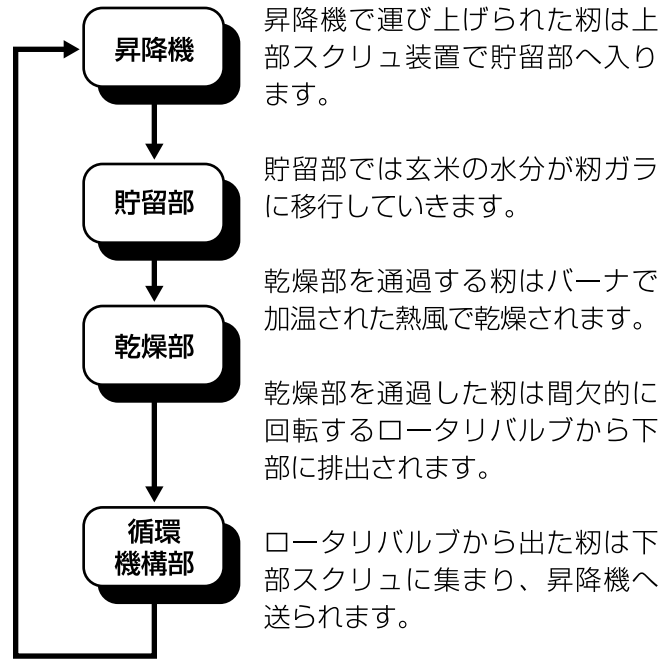 昇降機
昇降機で運び上げられた籾は上
部スクリュ装置で貯留部へ入り
ます。
貯留部
貯留部では玄米の水分が籾ガラ
に移行していきます。
乾燥部
乾燥部を通過する籾はバーナで
加温された熱風で乾燥されます。
乾燥部を通過した籾は間欠的に
回転するロータリバルブから下
部に排出されます。
循環
機構部
ロータリバルブから出た籾は下
部スクリュに集まり、昇降機へ
送られます。